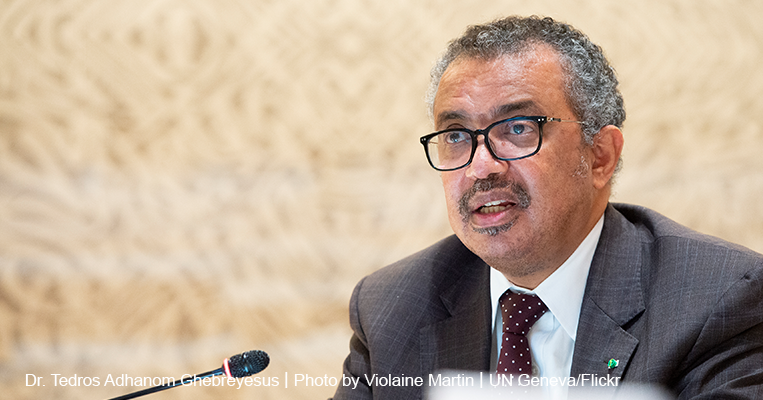 Dr. Tedros Adhanom Ghebreyesus | Photo by Violaine Martin | UN Geneva/Flickr